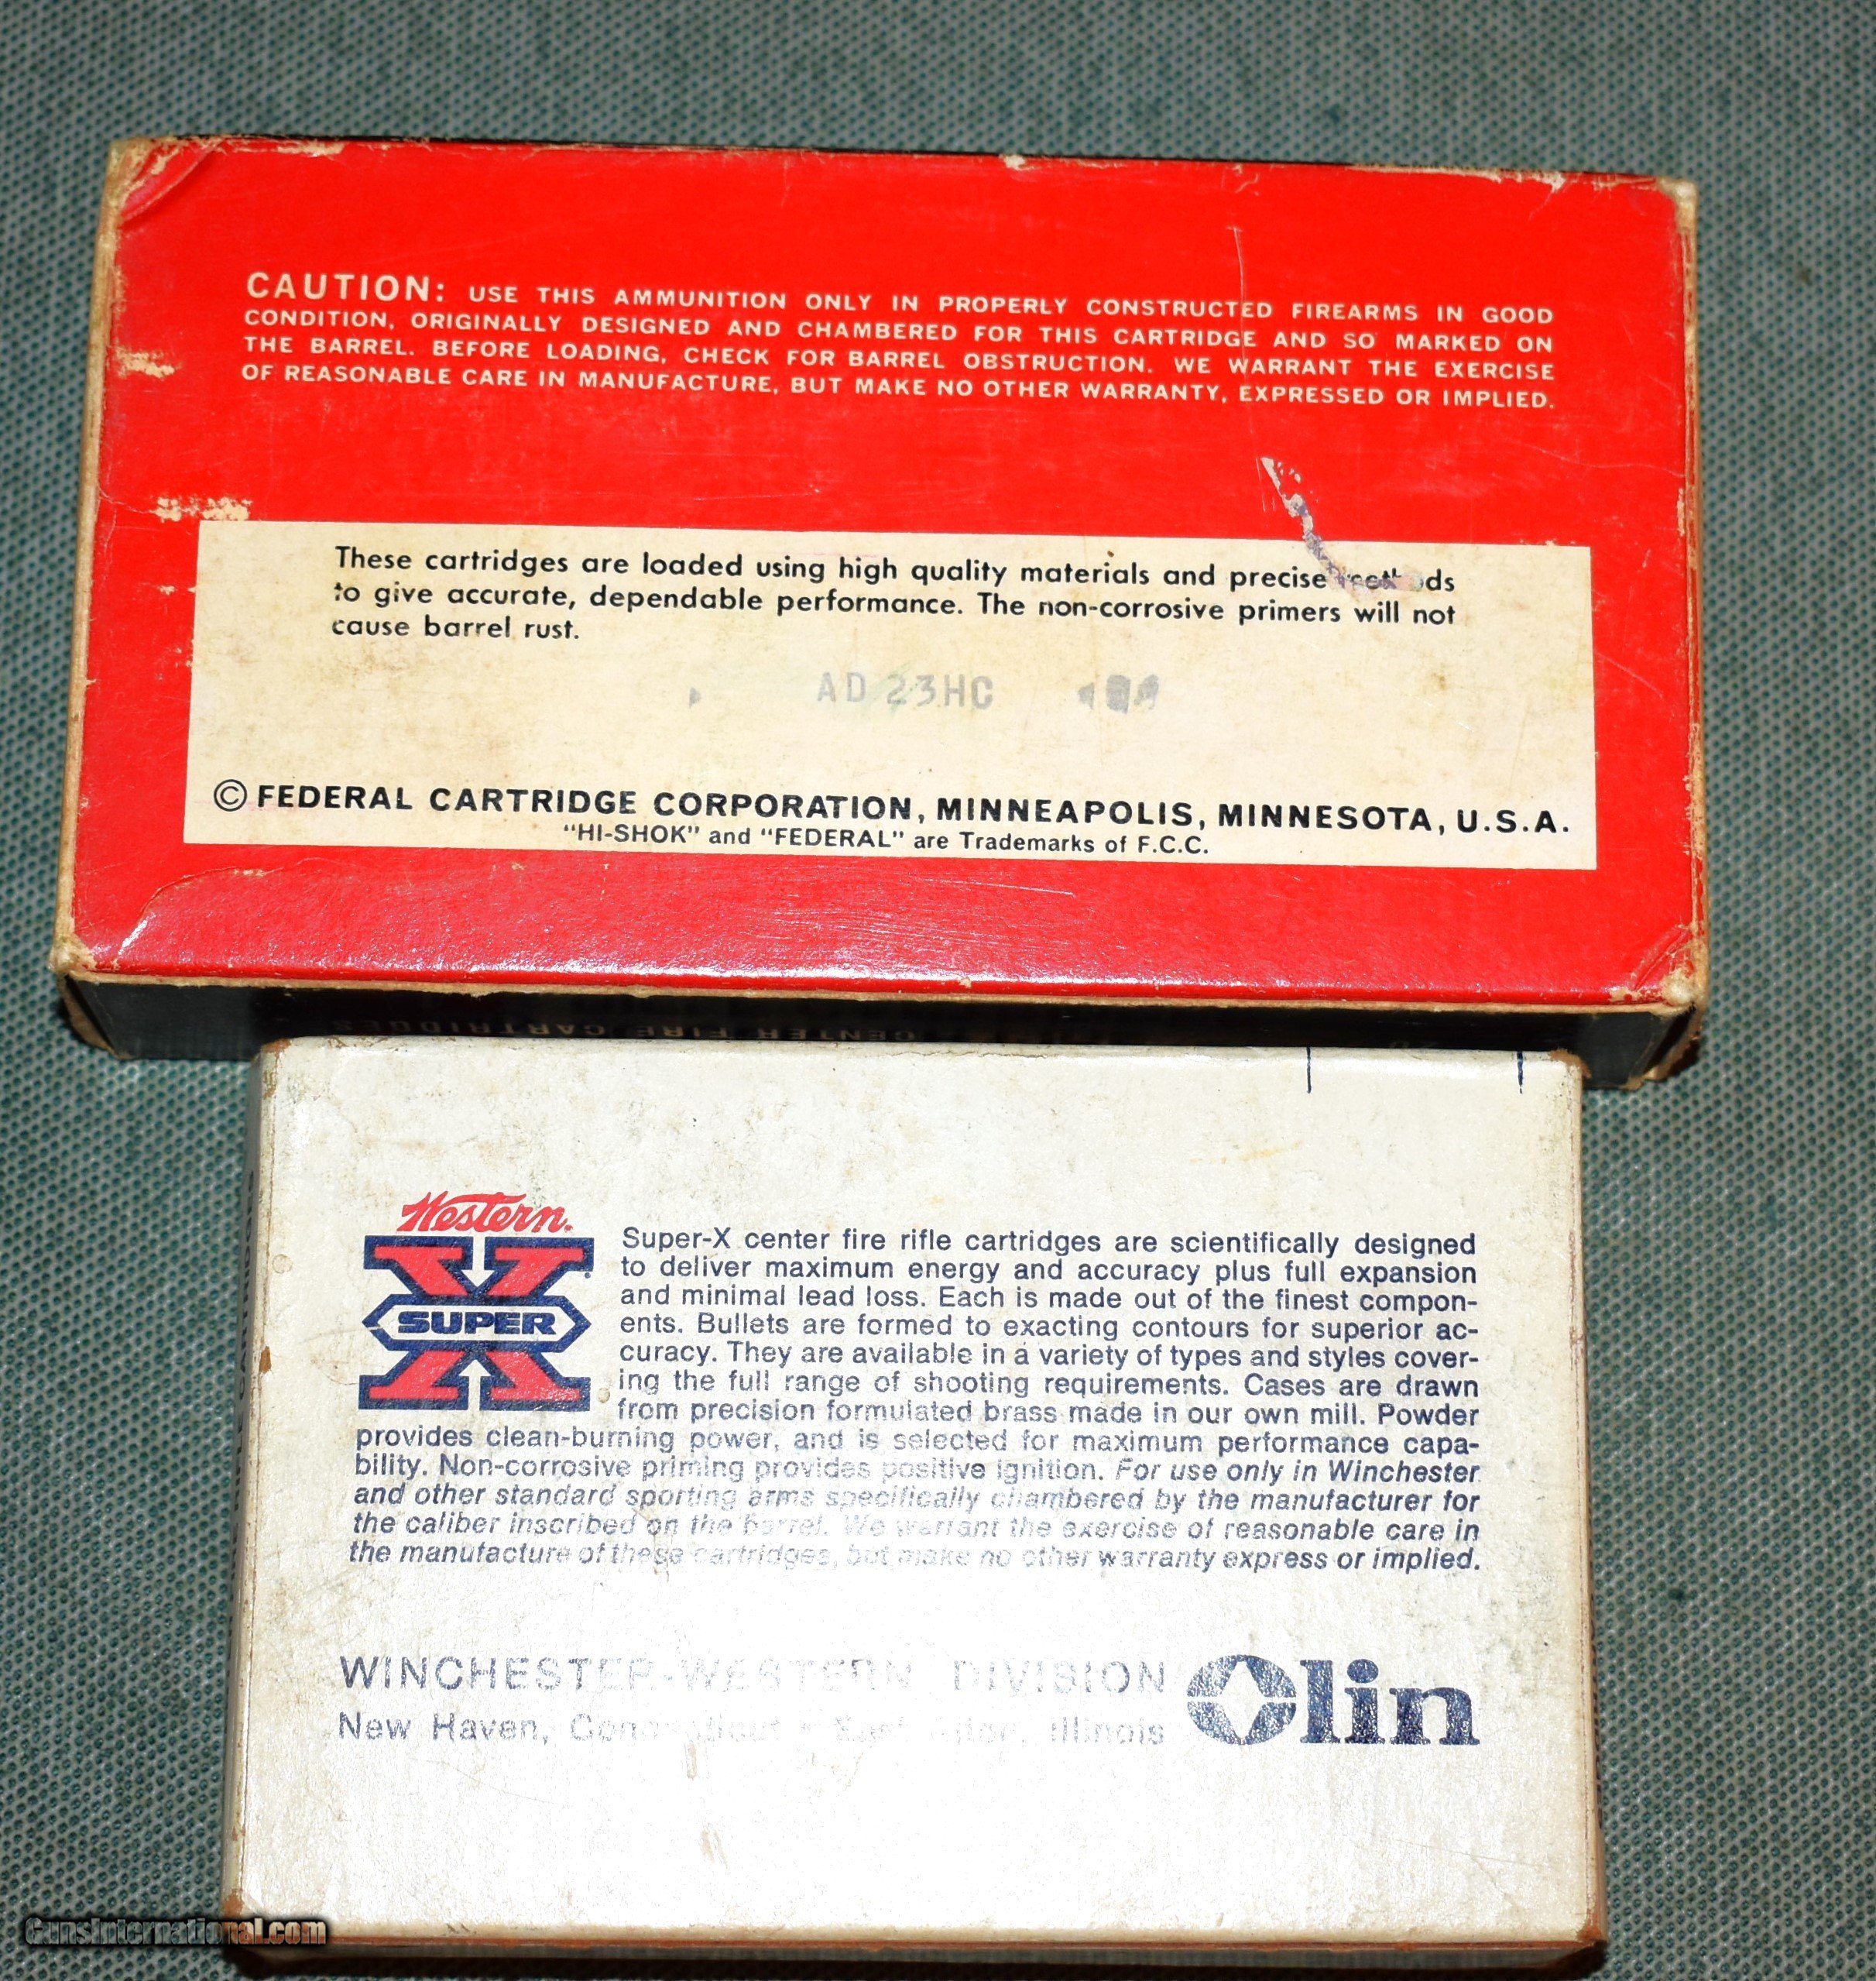 CAUTION: USE THIS AMMUNITION ONLY IN PROPERLY CONSTRUCTED FIREARMS IN GOOD
CONDITION, ORIGINALLY DESIGNED AND CHAMBERED FOR THIS CARTRIDGE AND SO MARKED ON
THE BARREL. BEFORE LOADING, CHECK FOR BARREL OBSTRUCTION. WE WARRANT THE EXERCISE
OF REASONABLE CARE IN MANUFACTURE, BUT MAKE NO OTHER WARRANTY, EXPRESSED OR IMPLIED.
These cartridges are loaded using high quality materials and precise
to give accurate, dependable performance. The non-corrosive primers will not
cause barrel rust.
AD 23HC
© FEDERAL CARTRIDGE CORPORATION, MINNEAPOLIS, MINNESOTA, U.S.A.
"HI-SHOK" and "FEDERAL" are Trademarks of F.C.C.
CENTER FIRE CARTRIDGES
20
Western
SUPER X
Super-X center fire rifle cartridges are scientifically designed
to deliver maximum energy and accuracy plus full expansion
and minimal lead loss. Each is made out of the finest compon-
ents. Bullets are formed to exacting contours for superior ac-
curacy. They are available in a variety of types and styles cover-
ing the full range of shooting requirements. Cases are drawn
from precision formulated brass made in our own mill. Powder
provides clean-burning power, and is selected for maximum performance capa-
bility. Non-corrosive priming provides positive ignition. For use only in Winchester
and other standard sporting arms specifically chambered by the manufacturer for
the caliber inscribed on the barrel. We warrant the exercise of reasonable care in
the manufacture of these cartridges, but make no other warranty express or implied.
WINCHESTER-WESTERN DIVISION
New Haven, Illinois
Olin
GunsInternational.com